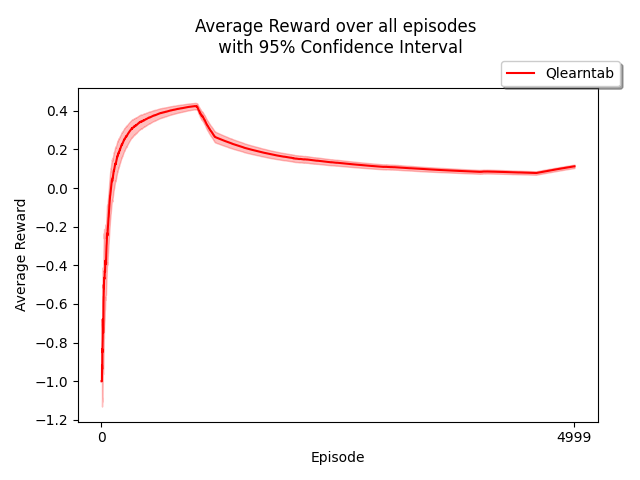 Average Reward over all episodes
with 95% Confidence Interval
Qlearntab
0.4
0.2
0.0
−0.2
−0.4
−0.6
−0.8
−1.0
−1.2
Average Reward
0 4999
Episode